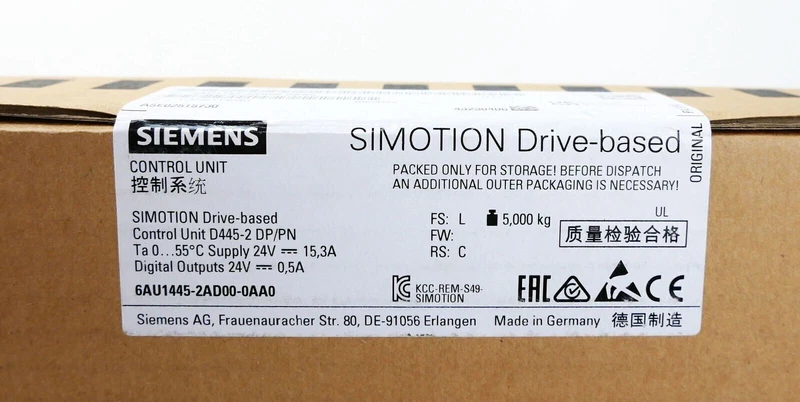 SIEMENS
SIMOTION Drive-based
ORIGINAL
CONTROL UNIT
控制系统
PACKED ONLY FOR STORAGE! BEFORE DISPATCH
AN ADDITIONAL OUTER PACKAGING IS NECESSARY!
SIMOTION Drive-based
Control Unit D445-2 DP/PN
Ta 0...55°C Supply 24V ⎓ 15,3A
Digital Outputs 24V ⎓ 0,5A
6AU1445-2AD00-0AA0
FS: L
5,000 kg
FW:
RS: C
UL
质量检验合格
KCC-REM-S49-
SIMOTION
EAC
CE
Siemens AG, Frauenauracher Str. 80, DE-91056 Erlangen Made in Germany 德国制造